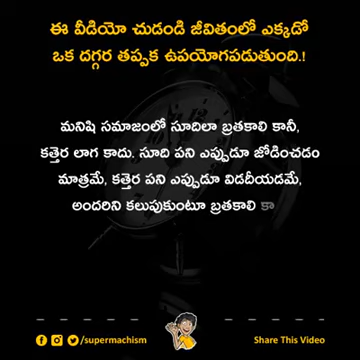 ఈ వీడియో చుడండి జీవితంలో ఎక్కడో
ఒక దగ్గర తప్పక ఉపయోగపడుతుంది.!
మనిషి సమాజంలో సూదిలా బ్రతకాలి కానీ,
కత్తెర లాగ కాదు. సూది పని ఎప్పుడూ జోడించడం
మాత్రమే, కత్తెర పని ఎప్పుడూ విడదీయడమే,
అందరిని కలుపుకుంటూ బ్రతకాలి కా
/supermachism
Share This Video